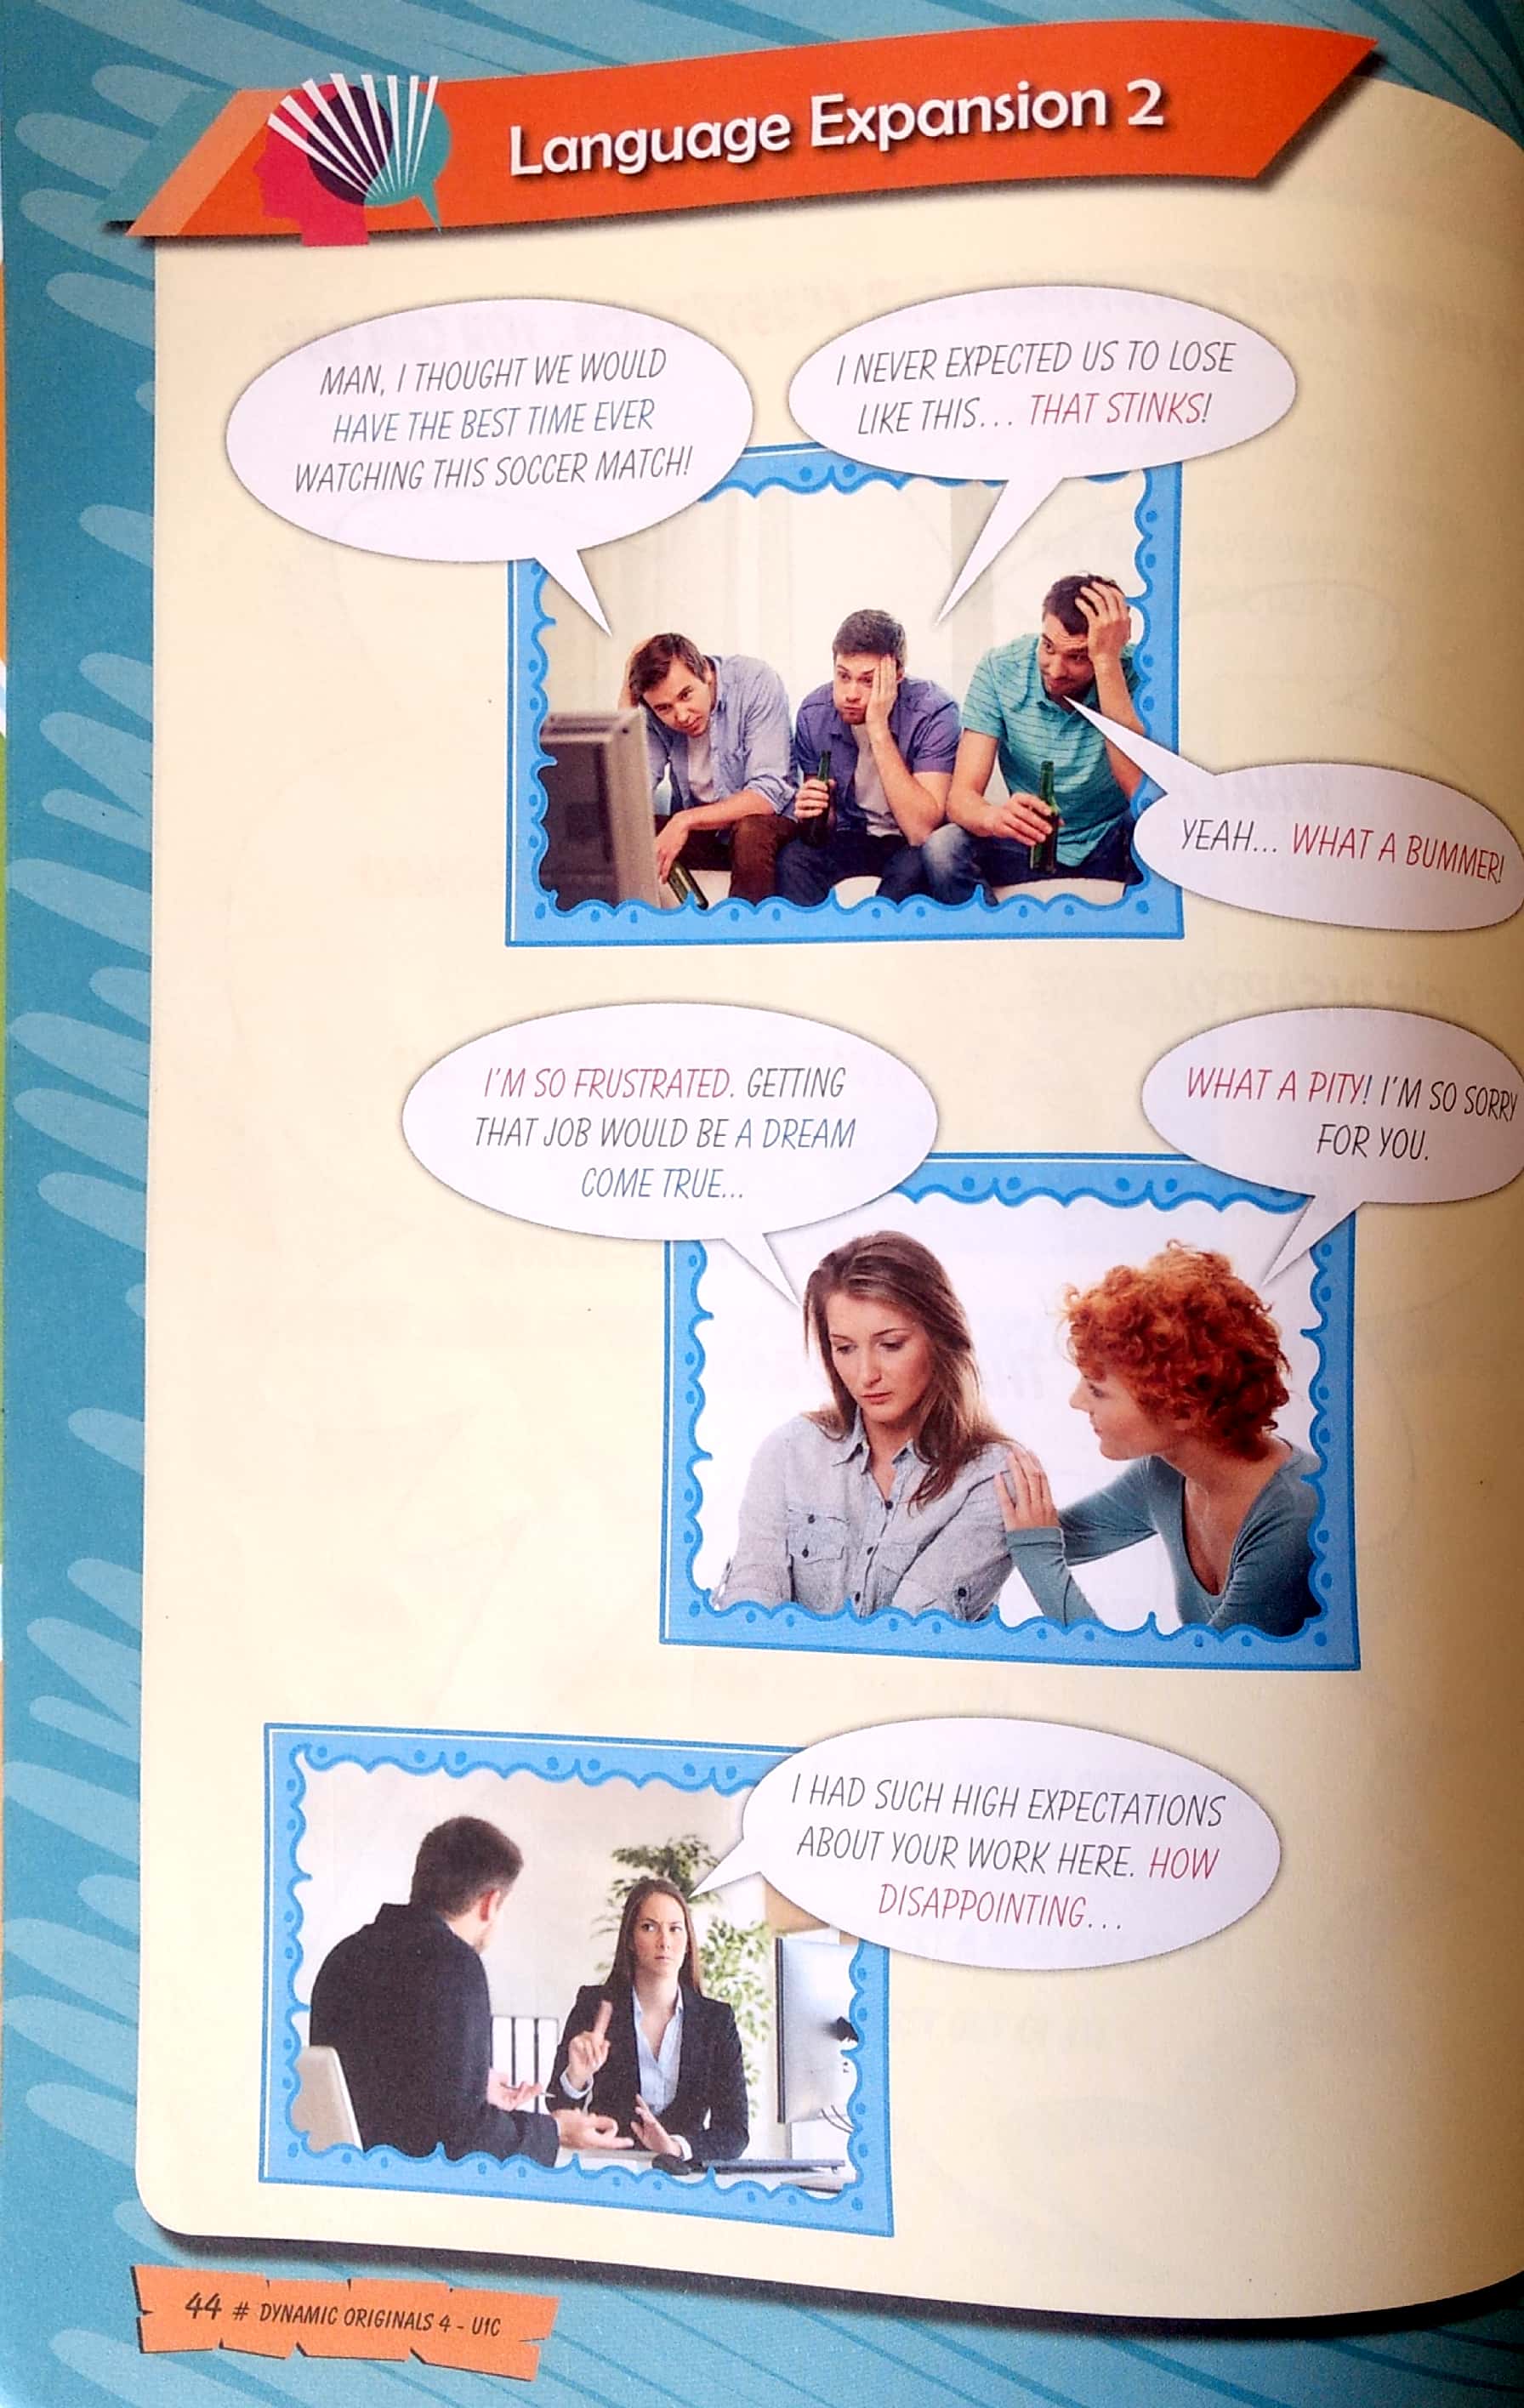 Language Expansion 2
MAN, I THOUGHT WE WOULD
HAVE THE BEST TIME EVER
WATCHING THIS SOCCER MATCH!
I NEVER EXPECTED US TO LOSE
LIKE THIS... THAT STINKS!
YEAH... WHAT A BUMMER!
I'M SO FRUSTRATED. GETTING
THAT JOB WOULD BE A DREAM
COME TRUE...
WHAT A PITY! I'M SO SORRY
FOR YOU.
I HAD SUCH HIGH EXPECTATIONS
ABOUT YOUR WORK HERE. HOW
DISAPPOINTING...
44 # DYNAMIC ORIGINALS 4 - U1C